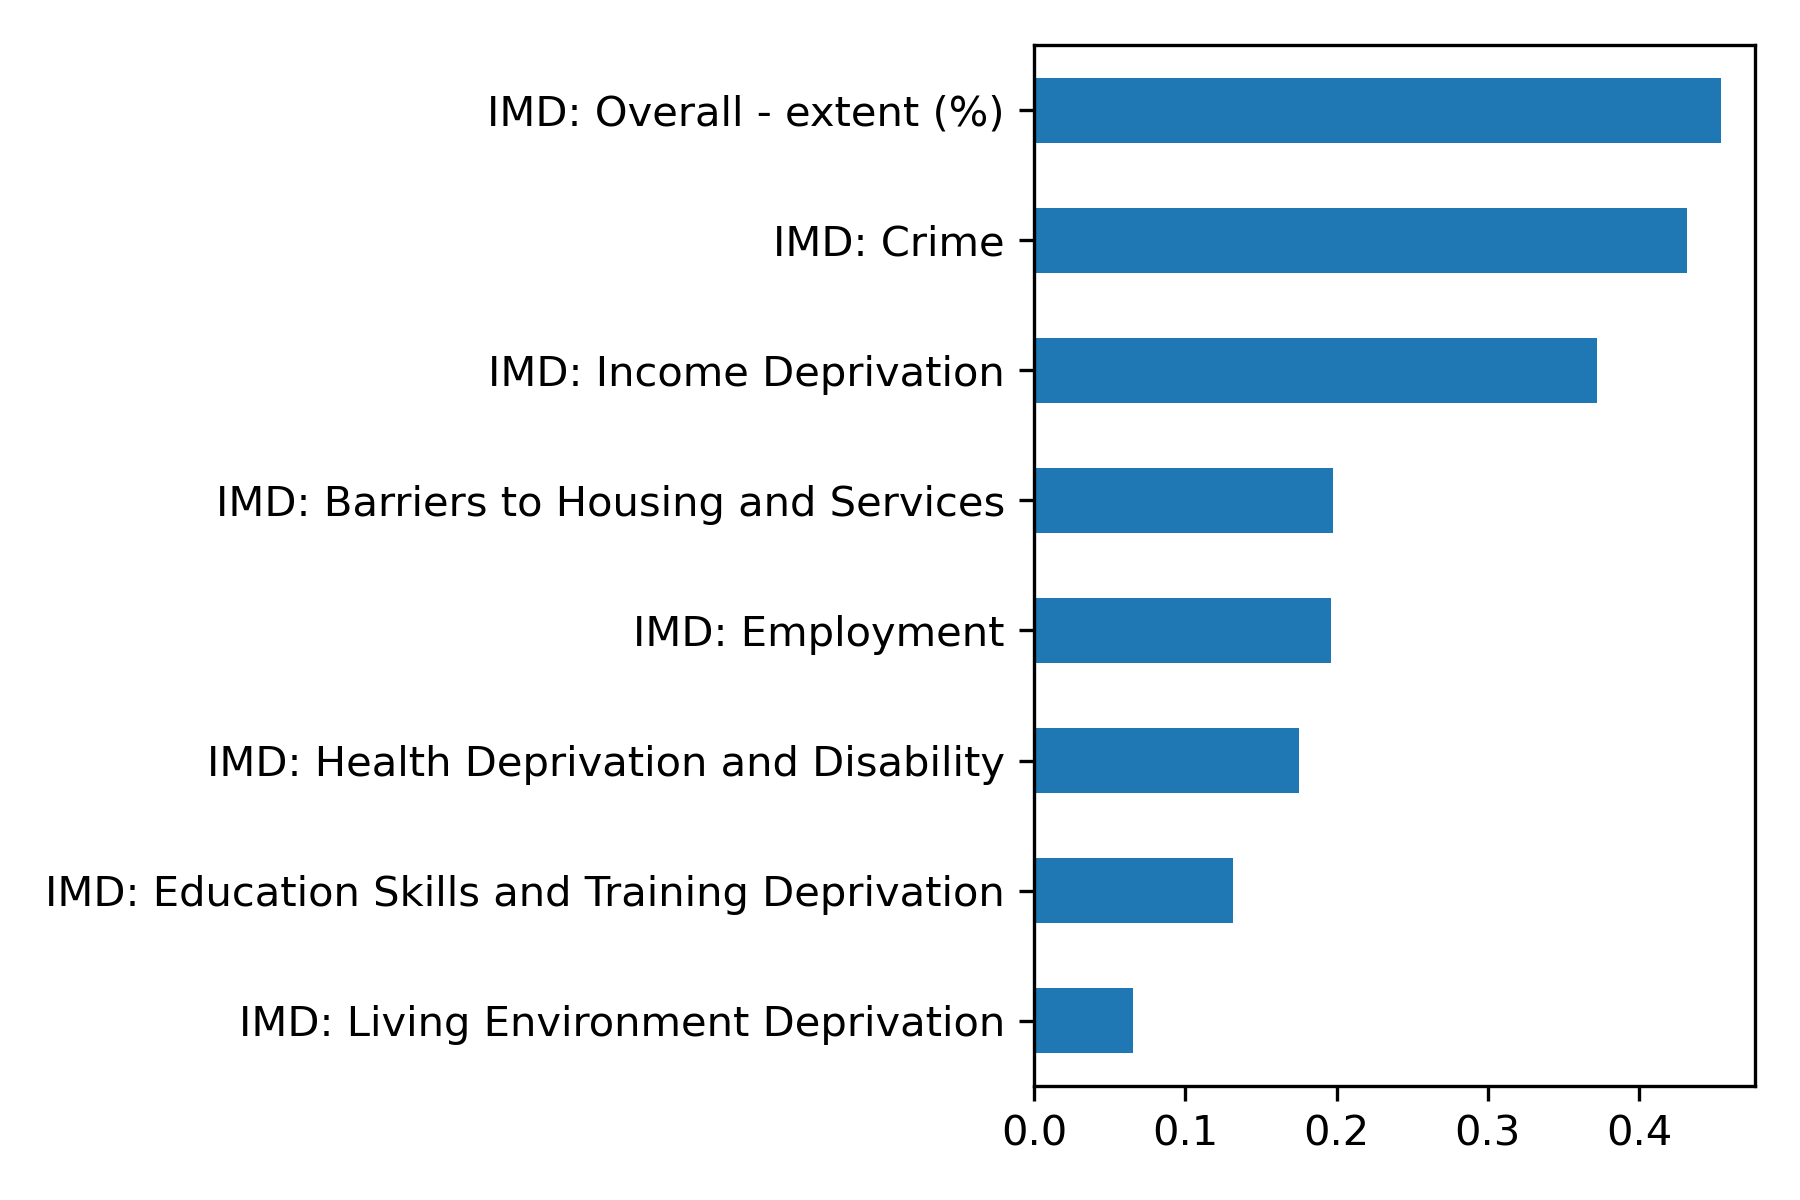 IMD: Overall - extent (%)
IMD: Crime
IMD: Income Deprivation
IMD: Barriers to Housing and Services
IMD: Employment
IMD: Health Deprivation and Disability
IMD: Education Skills and Training Deprivation
IMD: Living Environment Deprivation
0.0 0.1 0.2 0.3 0.4